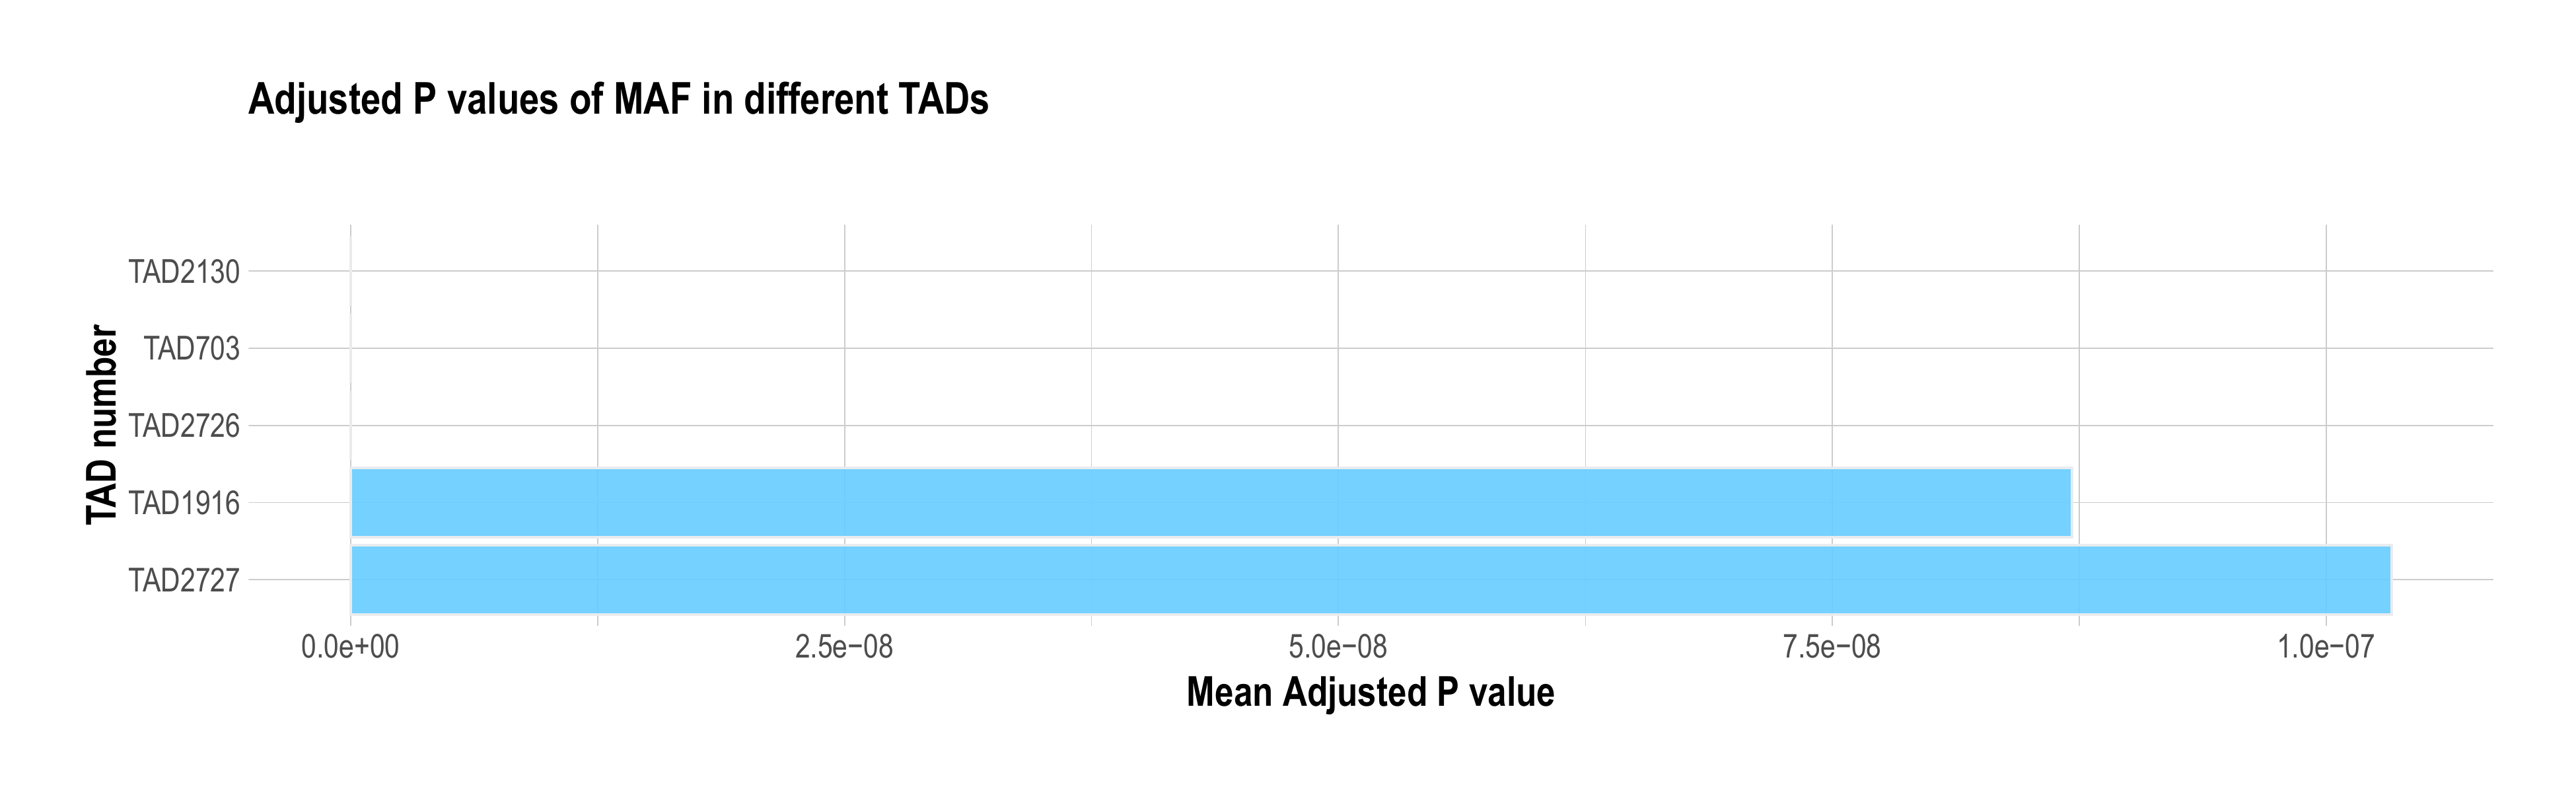 Adjusted P values of MAF in different TADs
TAD number
TAD2130
TAD703
TAD2726
TAD1916
TAD2727
0.0e+00
2.5e−08
5.0e−08
7.5e−08
1.0e−07
Mean Adjusted P value